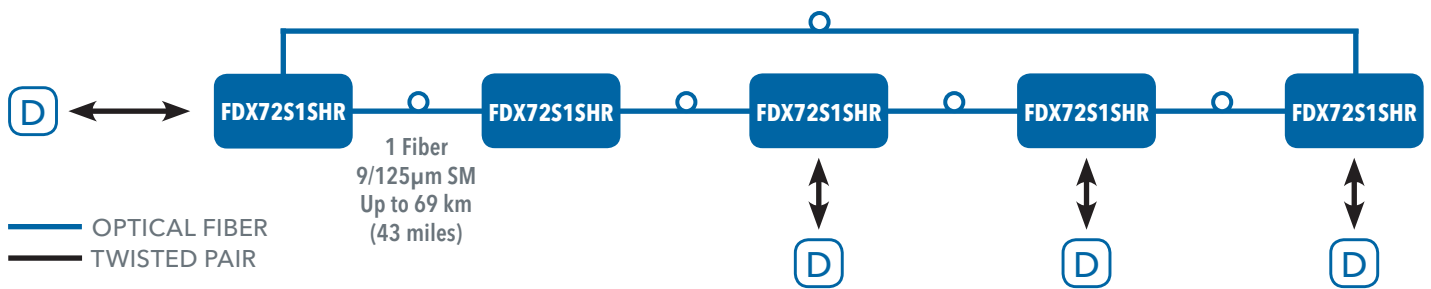 D
FDX72S1SHR
FDX72S1SHR
FDX72S1SHR
FDX72S1SHR
FDX72S1SHR
1 Fiber
9/125µm SM
Up to 69 km
(43 miles)
OPTICAL FIBER
TWISTED PAIR
D
D
D